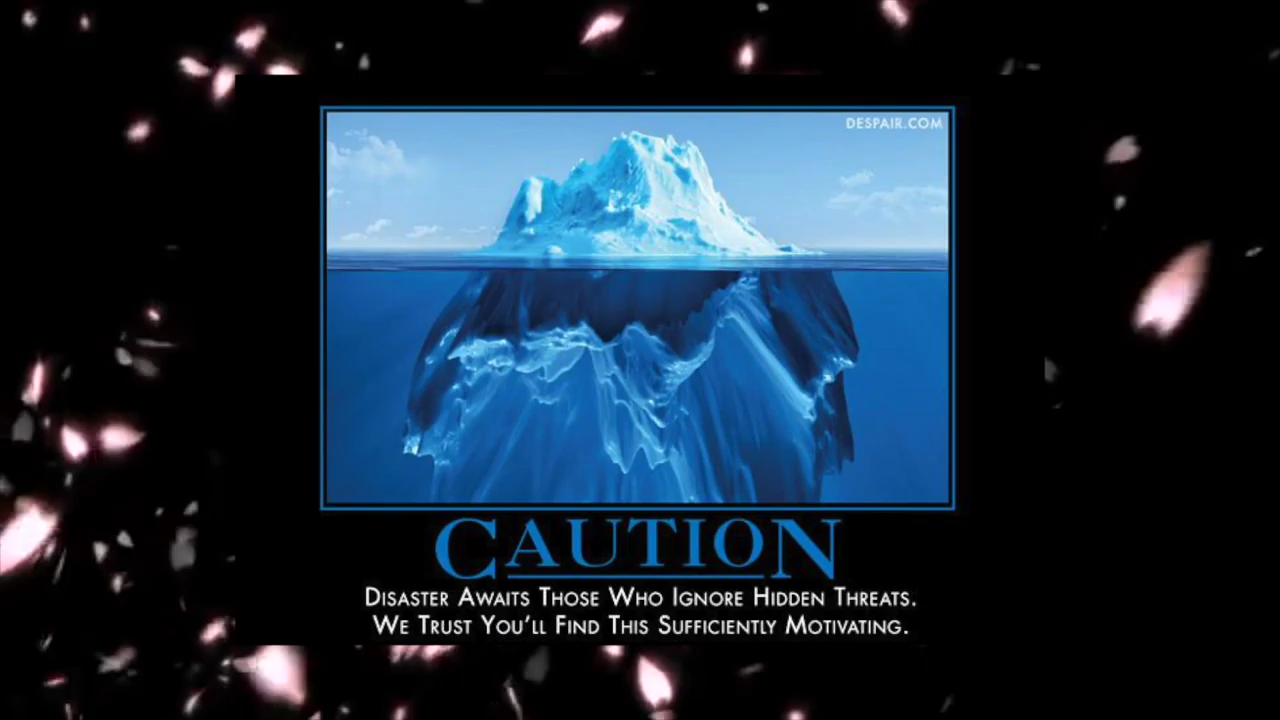 DESPAIR.COM
CAUTION
DISASTER AWAITS THOSE WHO IGNORE HIDDEN THREATS.
WE TRUST YOU'LL FIND THIS SUFFICIENTLY MOTIVATING.